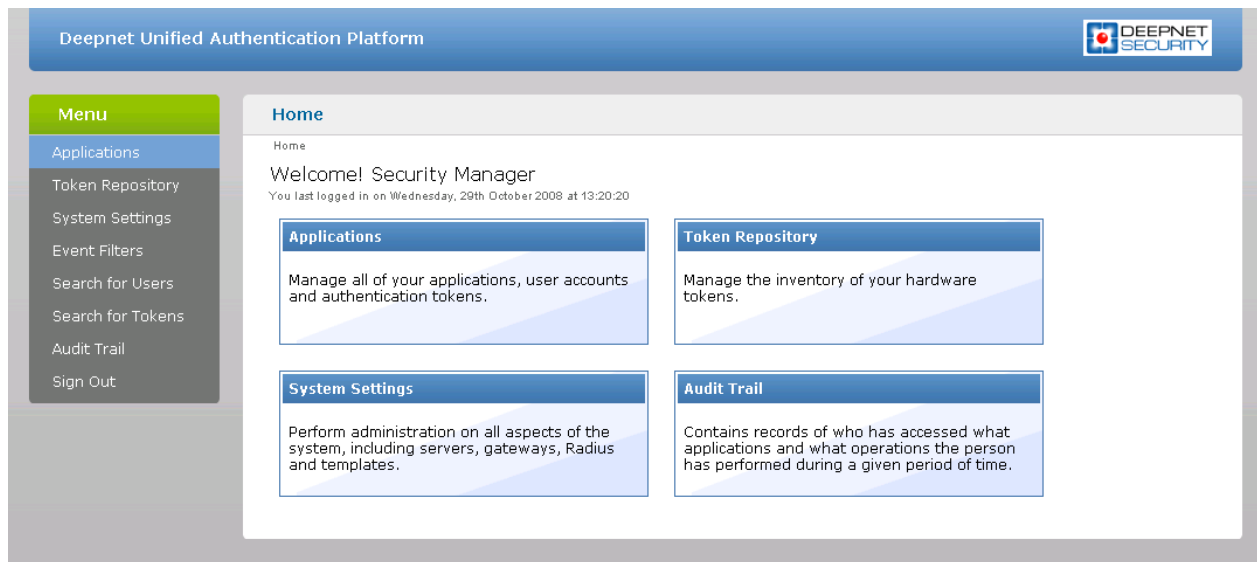 Deepnet Unified Authentication Platform
DEEPNET
SECURITY
Menu
Applications
Token Repository
System Settings
Event Filters
Search for Users
Search for Tokens
Audit Trail
Sign Out
Home
Home
Welcome! Security Manager
You last logged in on Wednesday, 29th October 2008 at 13:20:20
Applications
Manage all of your applications, user accounts
and authentication tokens.
Token Repository
Manage the inventory of your hardware
tokens.
System Settings
Perform administration on all aspects of the
system, including servers, gateways, Radius
and templates.
Audit Trail
Contains records of who has accessed what
applications and what operations the person
has performed during a given period of time.